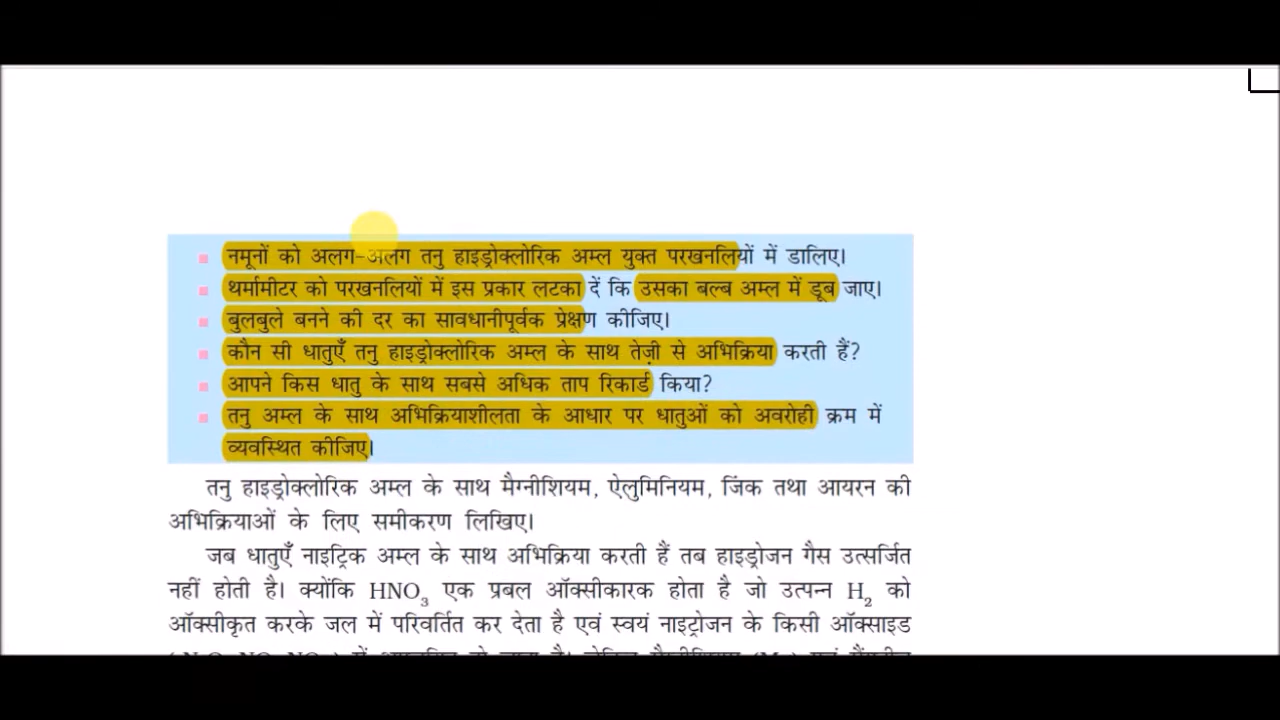 नमूनों को अलग-अलग तनु हाइड्रोक्लोरिक अम्ल युक्त परखनलियों में डालिए।
थर्मामीटर को परखनलियों में इस प्रकार लटका दें कि उसका बल्ब अम्ल में डूब जाए।
बुलबुले बनने की दर का सावधानीपूर्वक प्रेक्षण कीजिए।
कौन सी धातुएँ तनु हाइड्रोक्लोरिक अम्ल के साथ तेज़ी से अभिक्रिया करती हैं?
आपने किस धातु के साथ सबसे अधिक ताप रिकार्ड किया?
तनु अम्ल के साथ अभिक्रियाशीलता के आधार पर धातुओं को अवरोही क्रम में
व्यवस्थित कीजिए।
तनु हाइड्रोक्लोरिक अम्ल के साथ मैग्नीशियम, ऐलुमिनियम, जिंक तथा आयरन की
अभिक्रियाओं के लिए समीकरण लिखिए।
जब धातुएँ नाइट्रिक अम्ल के साथ अभिक्रिया करती हैं तब हाइड्रोजन गैस उत्सर्जित
नहीं होती है। क्योंकि HNO₃ एक प्रबल ऑक्सीकारक होता है जो उत्पन्न H₂ को
ऑक्सीकृत करके जल में परिवर्तित कर देता है एवं स्वयं नाइट्रोजन के किसी ऑक्साइड